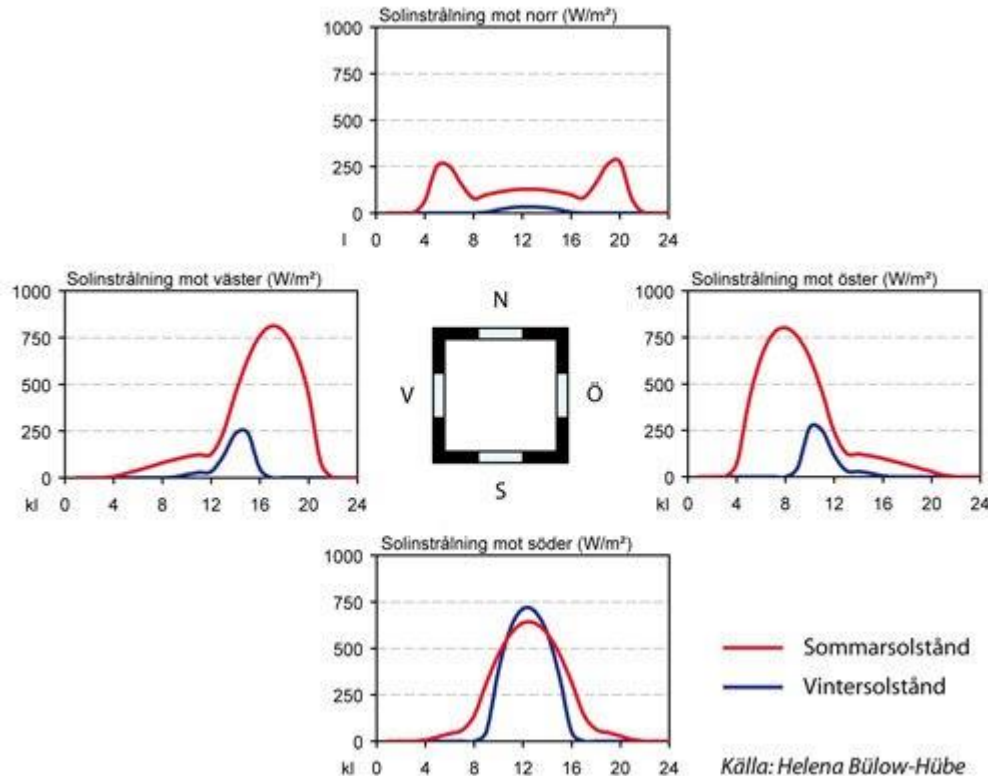 Solinstrålning mot norr (W/m²)
1000
750
500
250
0
l 0 4 8 12 16 20 24
Solinstrålning mot väster (W/m²)
1000
750
500
250
0
kl 0 4 8 12 16 20 24
N
V Ö
S
Solinstrålning mot öster (W/m²)
1000
750
500
250
0
kl 0 4 8 12 16 20 24
Solinstrålning mot söder (W/m²)
1000
750
500
250
0
kl 0 4 8 12 16 20 24
Sommarsolstånd
Vintersolstånd
Källa: Helena Bülow-Hübe